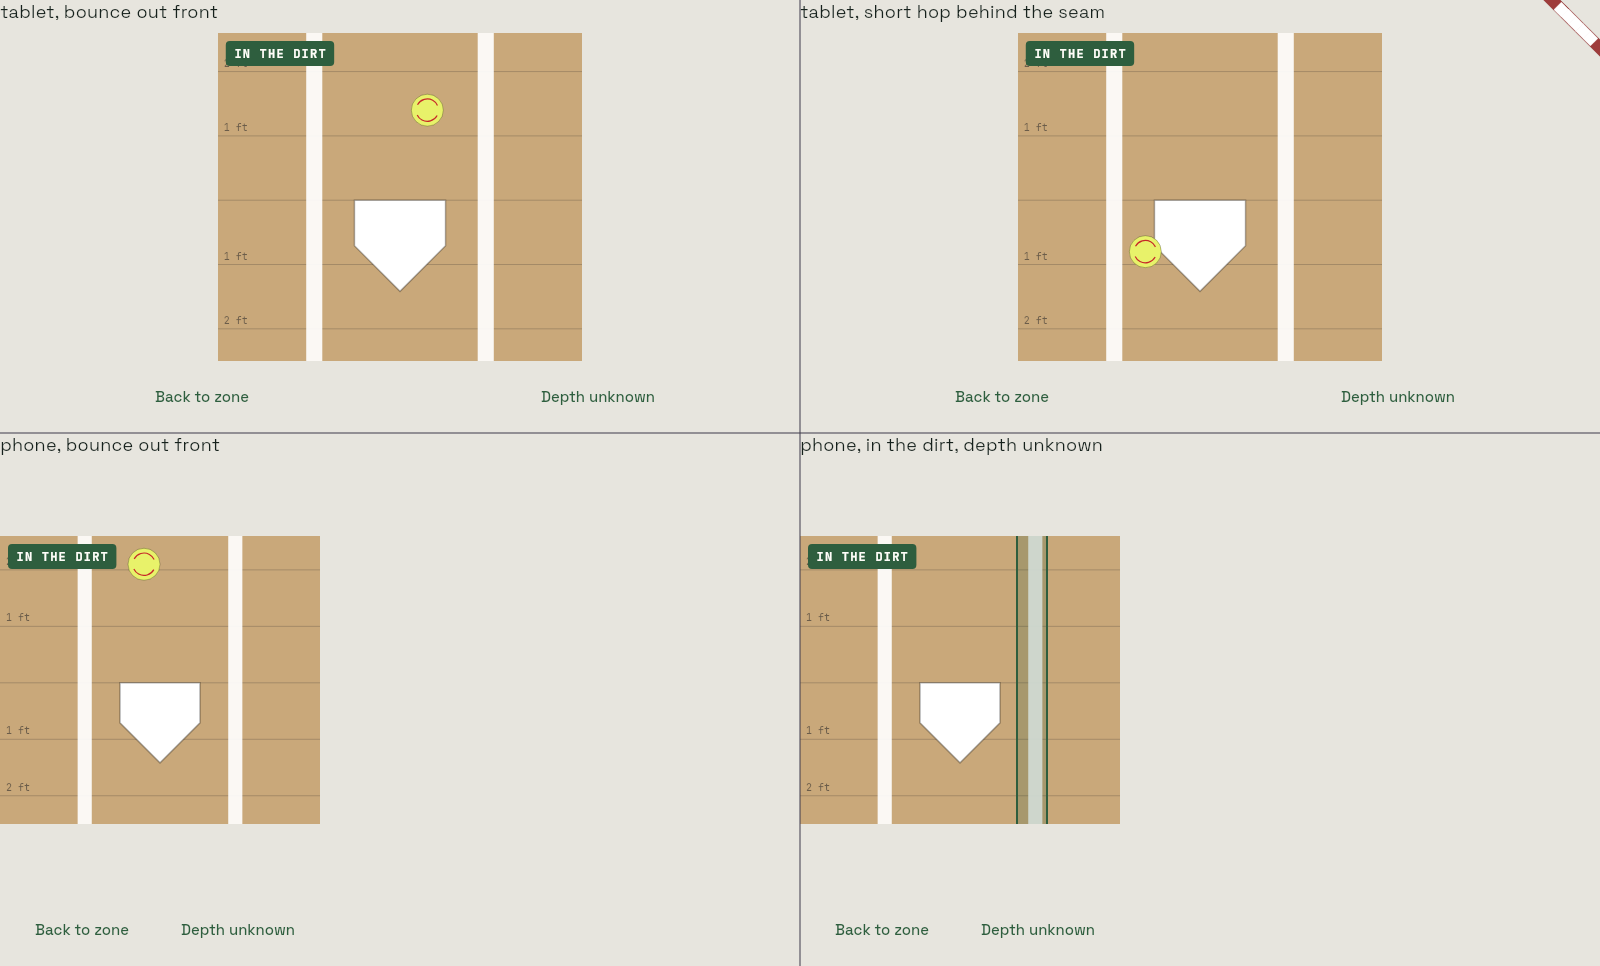 tablet, bounce out front
IN THE DIRT
1 ft
1 ft
2 ft
Back to zone
Depth unknown
tablet, short hop behind the seam
IN THE DIRT
1 ft
1 ft
2 ft
Back to zone
Depth unknown
phone, bounce out front
IN THE DIRT
1 ft
1 ft
2 ft
Back to zone
Depth unknown
phone, in the dirt, depth unknown
IN THE DIRT
1 ft
1 ft
2 ft
Back to zone
Depth unknown